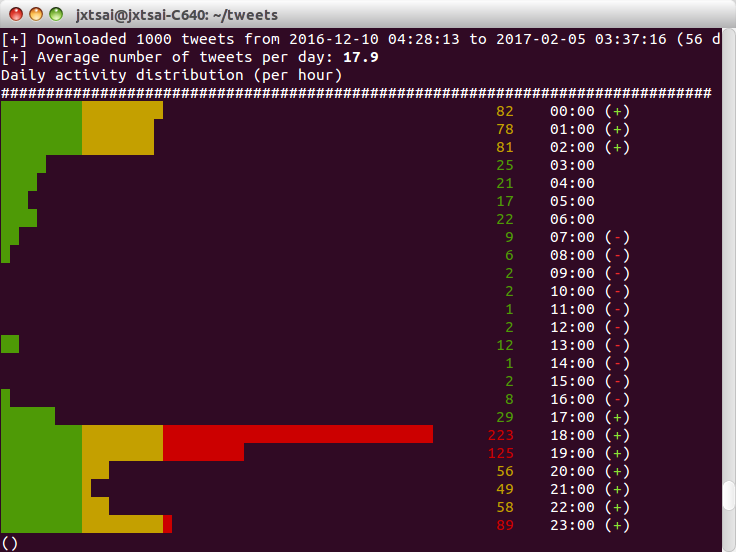 jxtsai@jxtsai-C640: ~/tweets
[+] Downloaded 1000 tweets from 2016-12-10 04:28:13 to 2017-02-05 03:37:16 (56 d
[+] Average number of tweets per day: 17.9
Daily activity distribution (per hour)
###############################################################################
82 00:00 (+)
78 01:00 (+)
81 02:00 (+)
25 03:00
21 04:00
17 05:00
22 06:00
9 07:00 (-)
6 08:00 (-)
2 09:00 (-)
2 10:00 (-)
1 11:00 (-)
2 12:00 (-)
12 13:00 (-)
1 14:00 (-)
2 15:00 (-)
8 16:00 (-)
29 17:00 (+)
223 18:00 (+)
125 19:00 (+)
56 20:00 (+)
49 21:00 (+)
58 22:00 (+)
89 23:00 (+)
()